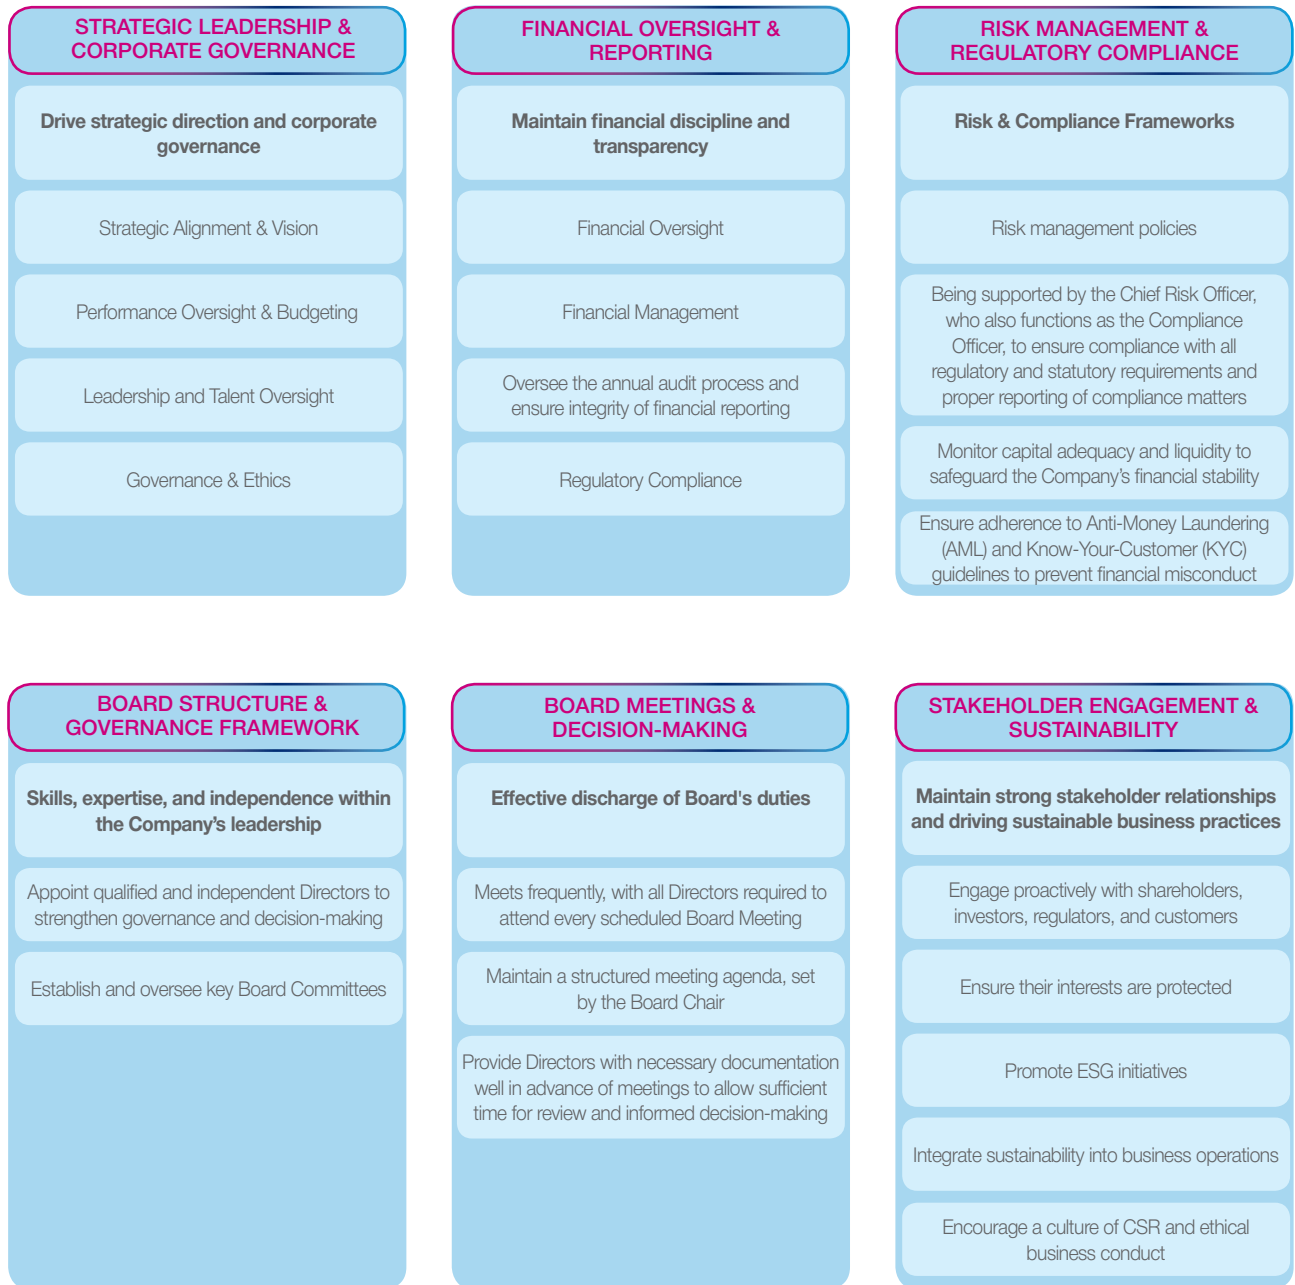 STRATEGIC LEADERSHIP &
CORPORATE GOVERNANCE
Drive strategic direction and corporate
governance
Strategic Alignment & Vision
Performance Oversight & Budgeting
Leadership and Talent Oversight
Governance & Ethics
FINANCIAL OVERSIGHT &
REPORTING
Maintain financial discipline and
transparency
Financial Oversight
Financial Management
Oversee the annual audit process and
ensure integrity of financial reporting
Regulatory Compliance
RISK MANAGEMENT &
REGULATORY COMPLIANCE
Risk & Compliance Frameworks
Risk management policies
Being supported by the Chief Risk Officer,
who also functions as the Compliance
Officer, to ensure compliance with all
regulatory and statutory requirements and
proper reporting of compliance matters
Monitor capital adequacy and liquidity to
safeguard the Company’s financial stability
Ensure adherence to Anti-Money Laundering
(AML) and Know-Your-Customer (KYC)
guidelines to prevent financial misconduct
BOARD STRUCTURE &
GOVERNANCE FRAMEWORK
Skills, expertise, and independence within
the Company’s leadership
Appoint qualified and independent Directors to
strengthen governance and decision-making
Establish and oversee key Board Committees
BOARD MEETINGS &
DECISION-MAKING
Effective discharge of Board's duties
Meets frequently, with all Directors required to
attend every scheduled Board Meeting
Maintain a structured meeting agenda, set
by the Board Chair
Provide Directors with necessary documentation
well in advance of meetings to allow sufficient
time for review and informed decision-making
STAKEHOLDER ENGAGEMENT &
SUSTAINABILITY
Maintain strong stakeholder relationships
and driving sustainable business practices
Engage proactively with shareholders,
investors, regulators, and customers
Ensure their interests are protected
Promote ESG initiatives
Integrate sustainability into business operations
Encourage a culture of CSR and ethical
business conduct